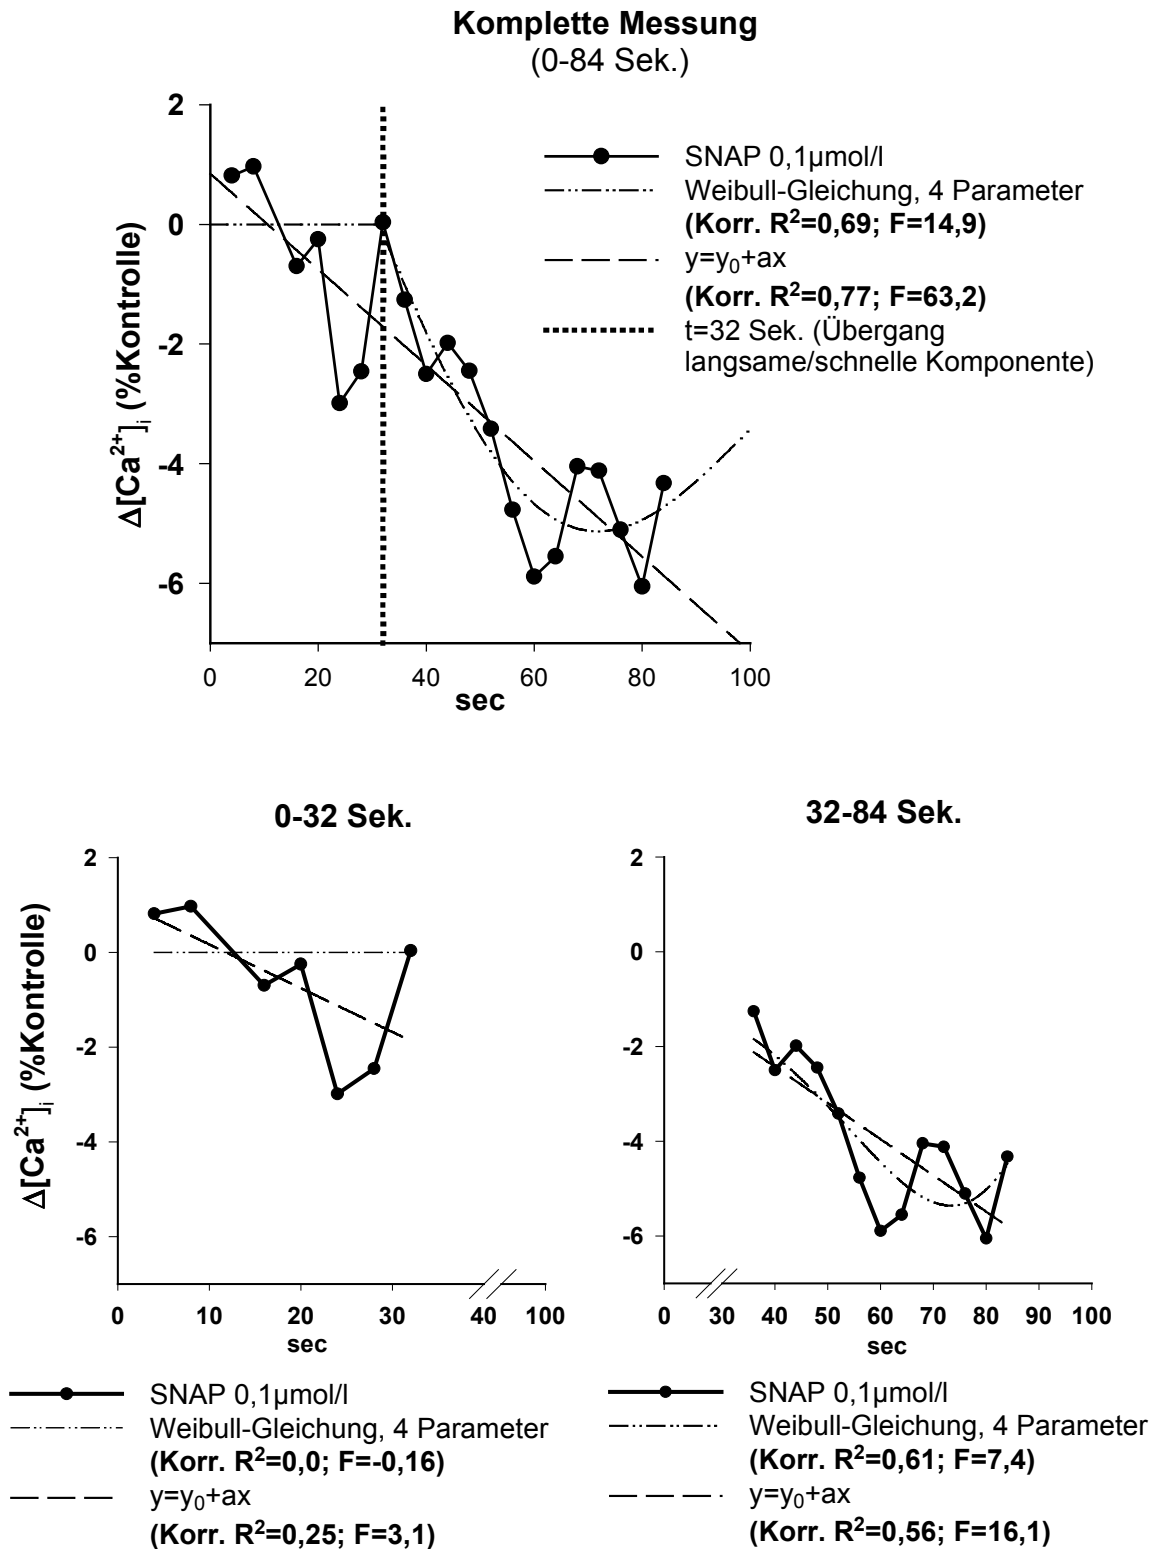 Komplette Messung
(0-84 Sek.)
Δ[Ca²⁺]ᵢ (%Kontrolle)
2
0
-2
-4
-6
0 20 40 60 80 100
sec
SNAP 0,1µmol/l
Weibull-Gleichung, 4 Parameter
(Korr. R²=0,69; F=14,9)
y=y₀+ax
(Korr. R²=0,77; F=63,2)
t=32 Sek. (Übergang
langsame/schnelle Komponente)
0-32 Sek.
Δ[Ca²⁺]ᵢ (%Kontrolle)
2
0
-2
-4
-6
0 10 20 30 40 100
sec
SNAP 0,1µmol/l
Weibull-Gleichung, 4 Parameter
(Korr. R²=0,0; F=-0,16)
y=y₀+ax
(Korr. R²=0,25; F=3,1)
32-84 Sek.
2
0
-2
-4
-6
0 30 40 50 60 70 80 90 100
sec
SNAP 0,1µmol/l
Weibull-Gleichung, 4 Parameter
(Korr. R²=0,61; F=7,4)
y=y₀+ax
(Korr. R²=0,56; F=16,1)